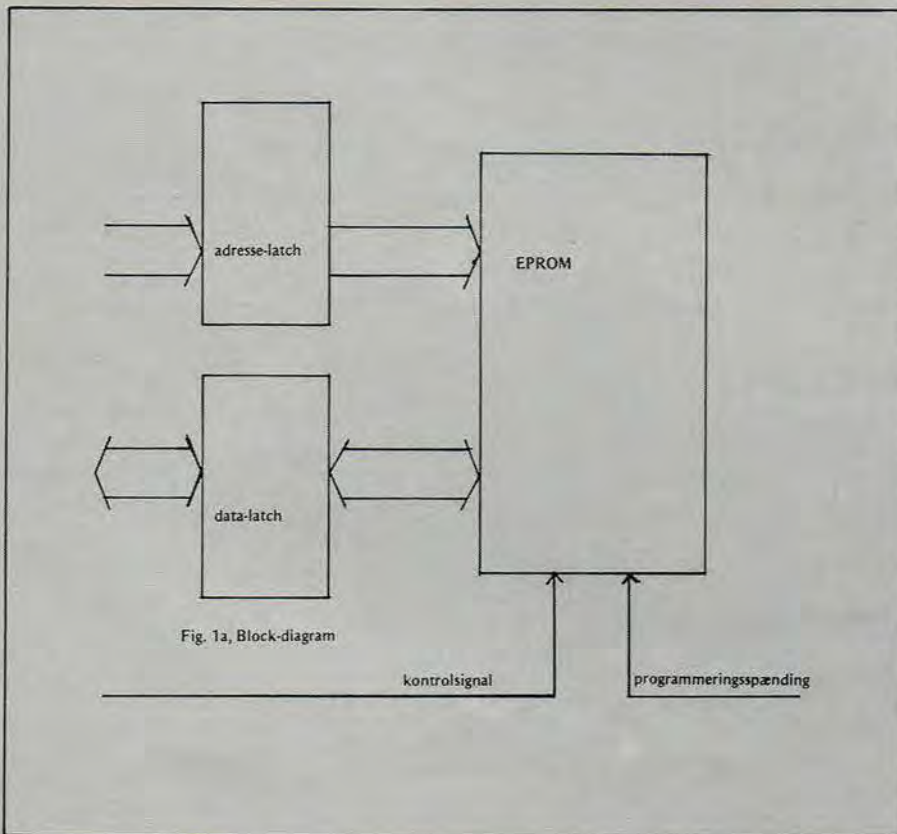 adresse-latch
EPROM
data-latch
Fig. 1a, Block-diagram
kontrolsignal
programmeringsspænding